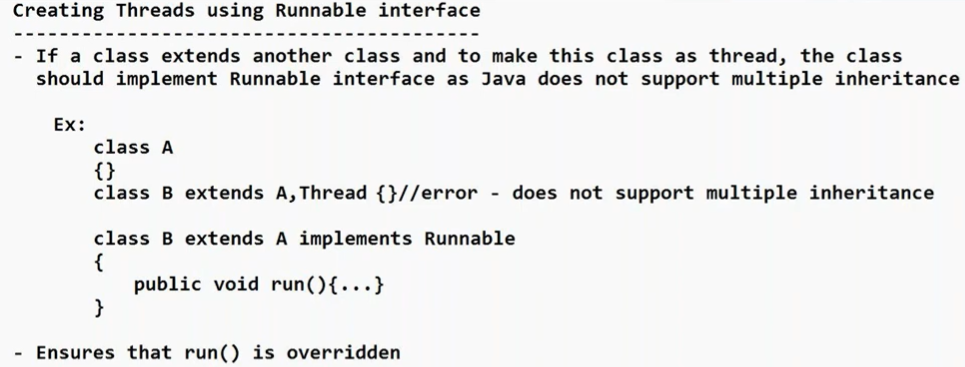 Creating Threads using Runnable interface
-----------------------------------------
- If a class extends another class and to make this class as thread, the class
should implement Runnable interface as Java does not support multiple inheritance
Ex:
class A
{}
class B extends A,Thread {}//error - does not support multiple inheritance
class B extends A implements Runnable
{
public void run(){...}
}
- Ensures that run() is overridden